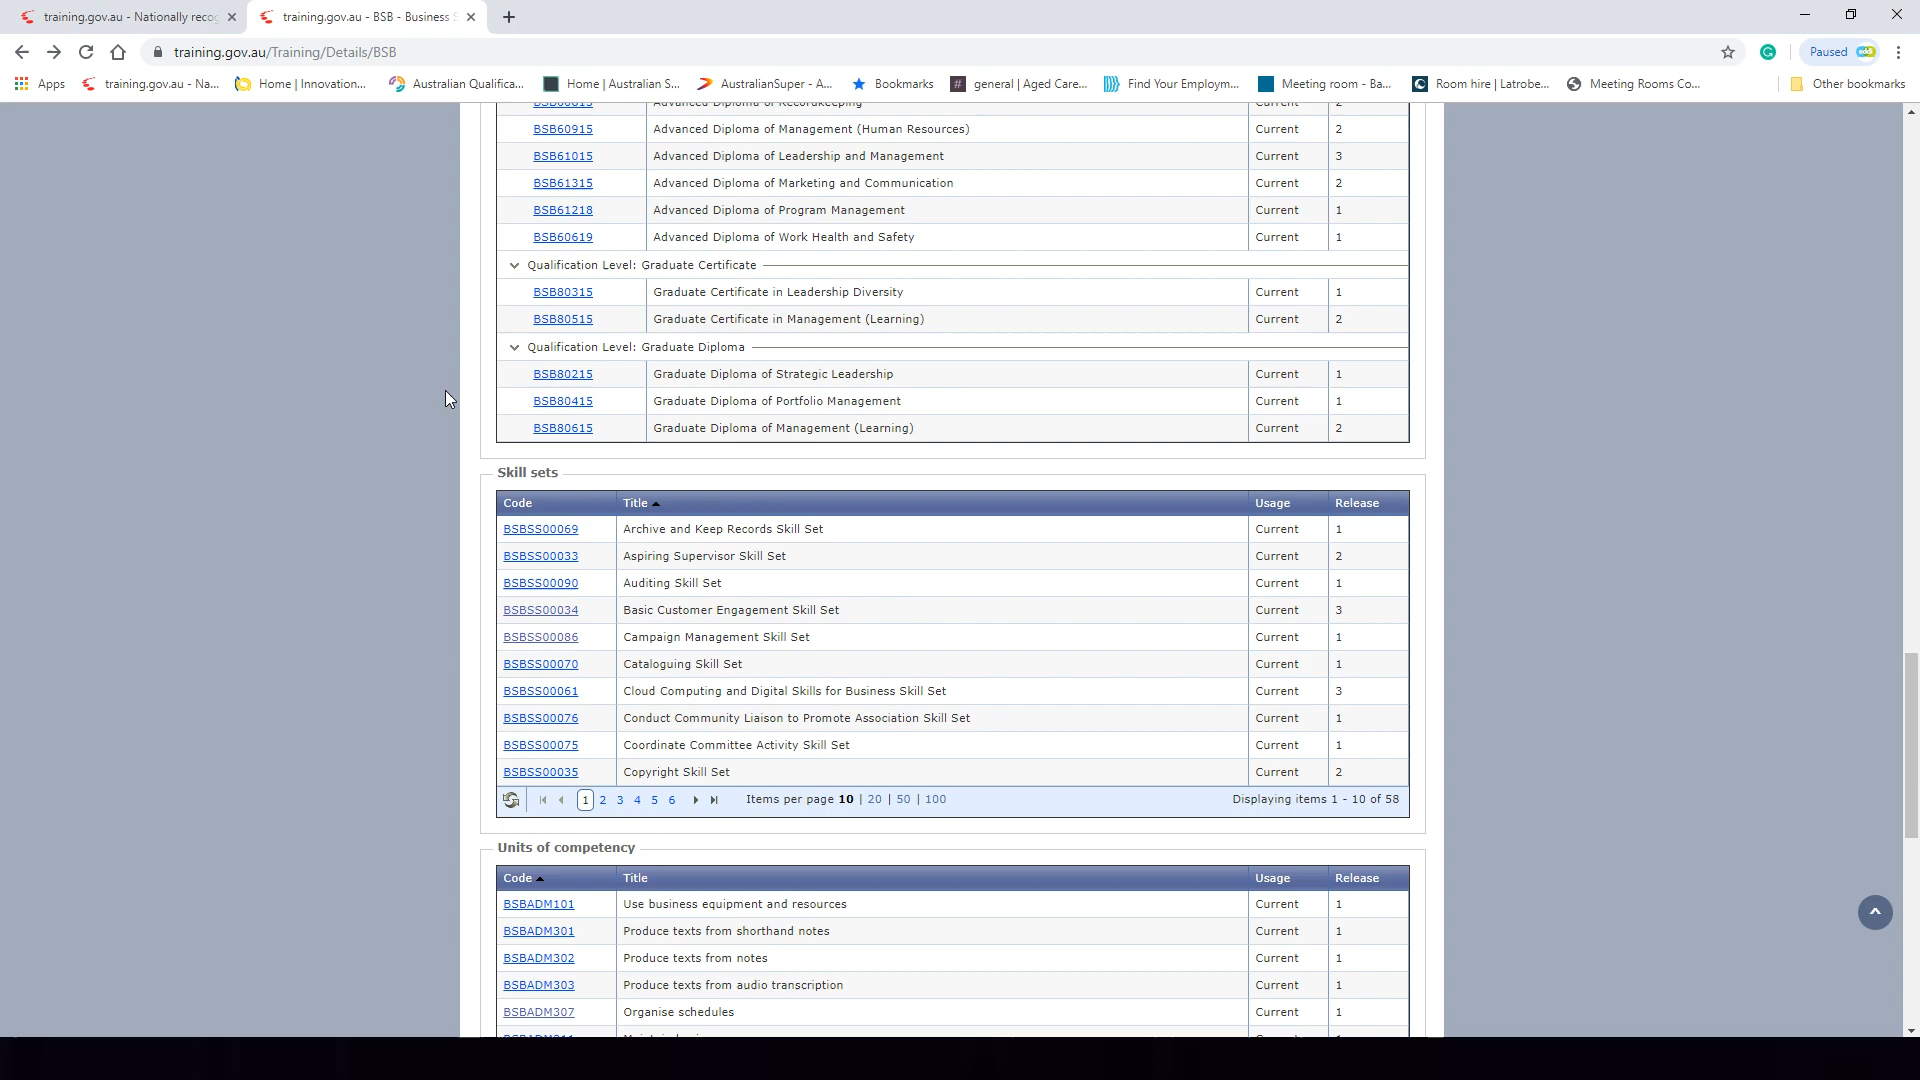 training.gov.au - Nationally recog
training.gov.au - BSB - Business S
training.gov.au/Training/Details/BSB
Paused
Apps
training.gov.au - Na...
Home | Innovation...
Australian Qualifica...
Home | Australian S...
AustralianSuper - A...
Bookmarks
general | Aged Care...
Find Your Employm...
Meeting room - Ba...
Room hire | Latrobe...
Meeting Rooms Co...
Other bookmarks
Advanced Diploma of Recordkeeping
BSB60915 Advanced Diploma of Management (Human Resources) Current 2
BSB61015 Advanced Diploma of Leadership and Management Current 3
BSB61315 Advanced Diploma of Marketing and Communication Current 2
BSB61218 Advanced Diploma of Program Management Current 1
BSB60619 Advanced Diploma of Work Health and Safety Current 1
Qualification Level: Graduate Certificate
BSB80315 Graduate Certificate in Leadership Diversity Current 1
BSB80515 Graduate Certificate in Management (Learning) Current 2
Qualification Level: Graduate Diploma
BSB80215 Graduate Diploma of Strategic Leadership Current 1
BSB80415 Graduate Diploma of Portfolio Management Current 1
BSB80615 Graduate Diploma of Management (Learning) Current 2
Skill sets
Code Title Usage Release
BSBSS00069 Archive and Keep Records Skill Set Current 1
BSBSS00033 Aspiring Supervisor Skill Set Current 2
BSBSS00090 Auditing Skill Set Current 1
BSBSS00034 Basic Customer Engagement Skill Set Current 3
BSBSS00086 Campaign Management Skill Set Current 1
BSBSS00070 Cataloguing Skill Set Current 1
BSBSS00061 Cloud Computing and Digital Skills for Business Skill Set Current 3
BSBSS00076 Conduct Community Liaison to Promote Association Skill Set Current 1
BSBSS00075 Coordinate Committee Activity Skill Set Current 1
BSBSS00035 Copyright Skill Set Current 2
1 2 3 4 5 6 Items per page 10 | 20 | 50 | 100 Displaying items 1 - 10 of 58
Units of competency
Code Title Usage Release
BSBADM101 Use business equipment and resources Current 1
BSBADM301 Produce texts from shorthand notes Current 1
BSBADM302 Produce texts from notes Current 1
BSBADM303 Produce texts from audio transcription Current 1
BSBADM307 Organise schedules Current 1